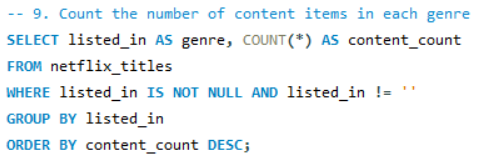 -- 9. Count the number of content items in each genre
SELECT listed_in AS genre, COUNT(*) AS content_count
FROM netflix_titles
WHERE listed_in IS NOT NULL AND listed_in != ''
GROUP BY listed_in
ORDER BY content_count DESC;